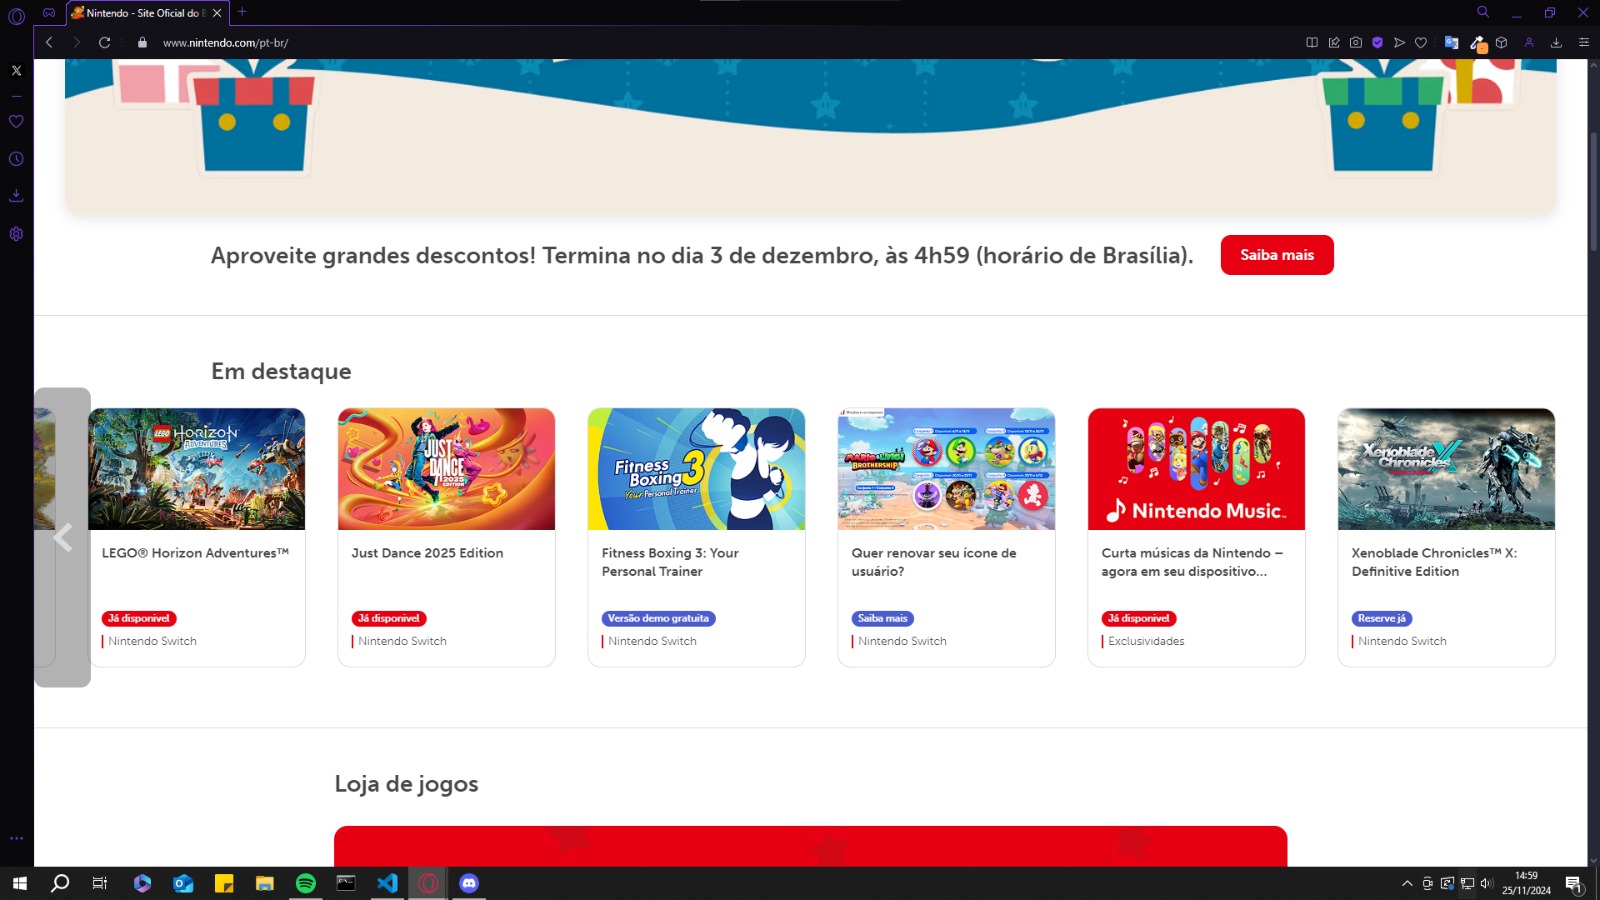 Nintendo - Site Oficial do B
www.nintendo.com/pt-br/
Aproveite grandes descontos! Termina no dia 3 de dezembro, às 4h59 (horário de Brasília).
Saiba mais
Em destaque
LEGO HORIZON
ADVENTURES
JUST
DANCE
2025
EDITION
Fitness
Boxing 3
Your Personal Trainer
MARIO & LUIGI
BROTHERSHIP
Nintendo Music
Xenoblade
Chronicles X
LEGO® Horizon Adventures™
Just Dance 2025 Edition
Fitness Boxing 3: Your
Personal Trainer
Quer renovar seu ícone de
usuário?
Curta músicas da Nintendo –
agora em seu dispositivo...
Xenoblade Chronicles™ X:
Definitive Edition
Já disponivel
Já disponivel
Versão demo gratuita
Saiba mais
Já disponivel
Reserve já
Nintendo Switch
Nintendo Switch
Nintendo Switch
Nintendo Switch
Exclusividades
Nintendo Switch
Loja de jogos
14:59
25/11/2024
1